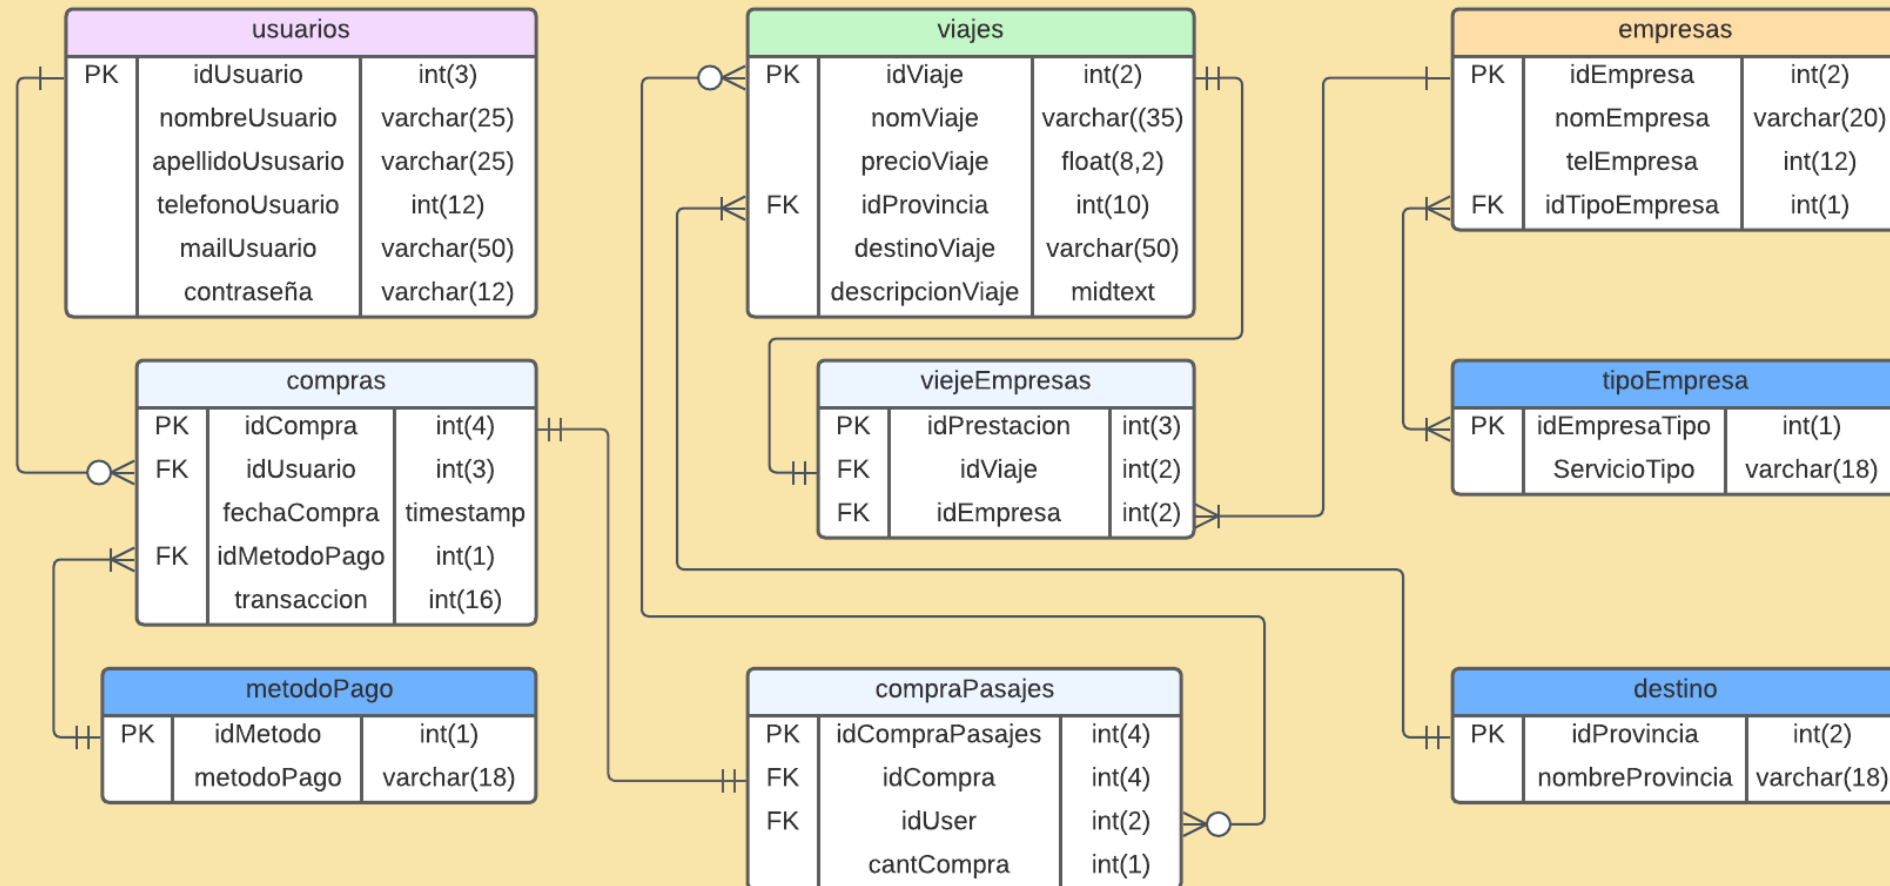 usuarios
PK idUsuario int(3)
nombreUsuario varchar(25)
apellidoUsusario varchar(25)
telefonoUsuario int(12)
mailUsuario varchar(50)
contraseña varchar(12)
viajes
PK idViaje int(2)
nomViaje varchar((35)
precioViaje float(8,2)
FK idProvincia int(10)
destinoViaje varchar(50)
descripcionViaje midtext
empresas
PK idEmpresa int(2)
nomEmpresa varchar(20)
telEmpresa int(12)
FK idTipoEmpresa int(1)
compras
PK idCompra int(4)
FK idUsuario int(3)
fechaCompra timestamp
FK idMetodoPago int(1)
transaccion int(16)
viejeEmpresas
PK idPrestacion int(3)
FK idViaje int(2)
FK idEmpresa int(2)
tipoEmpresa
PK idEmpresaTipo int(1)
ServicioTipo varchar(18)
metodoPago
PK idMetodo int(1)
metodoPago varchar(18)
compraPasajes
PK idCompraPasajes int(4)
FK idCompra int(4)
FK idUser int(2)
cantCompra int(1)
destino
PK idProvincia int(2)
nombreProvincia varchar(18)